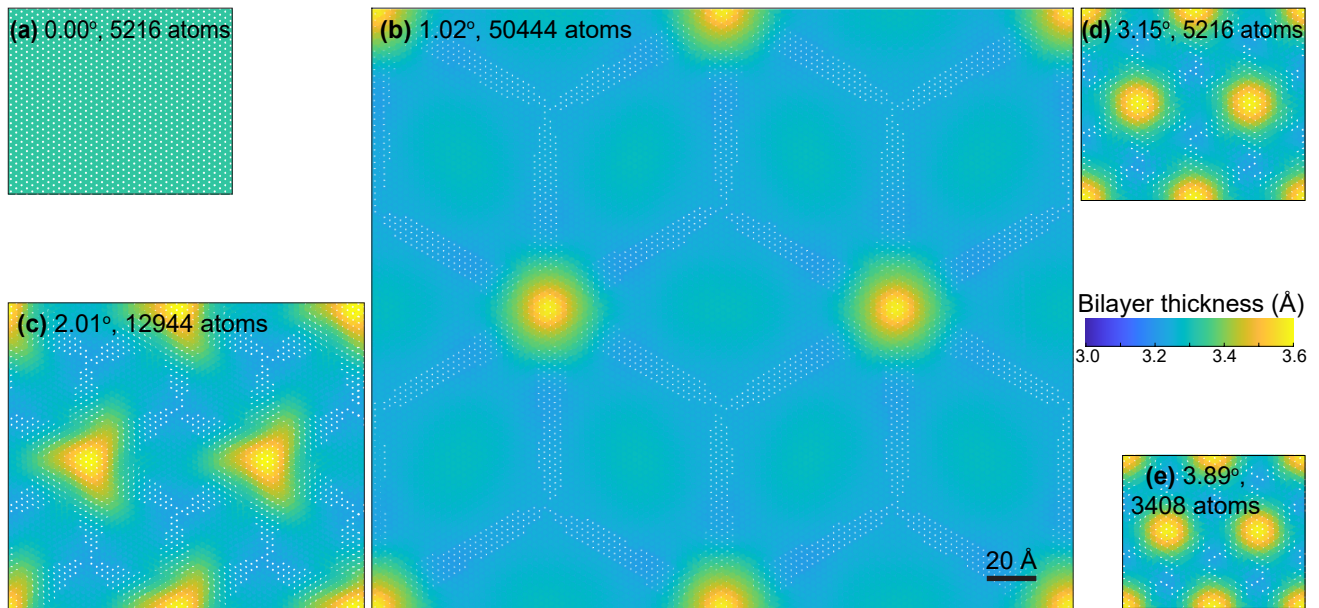 (a) 0.00°, 5216 atoms
(b) 1.02°, 50444 atoms
(d) 3.15°, 5216 atoms
(c) 2.01°, 12944 atoms
Bilayer thickness (Å)
3.0 3.2 3.4 3.6
(e) 3.89°,
3408 atoms
20 Å